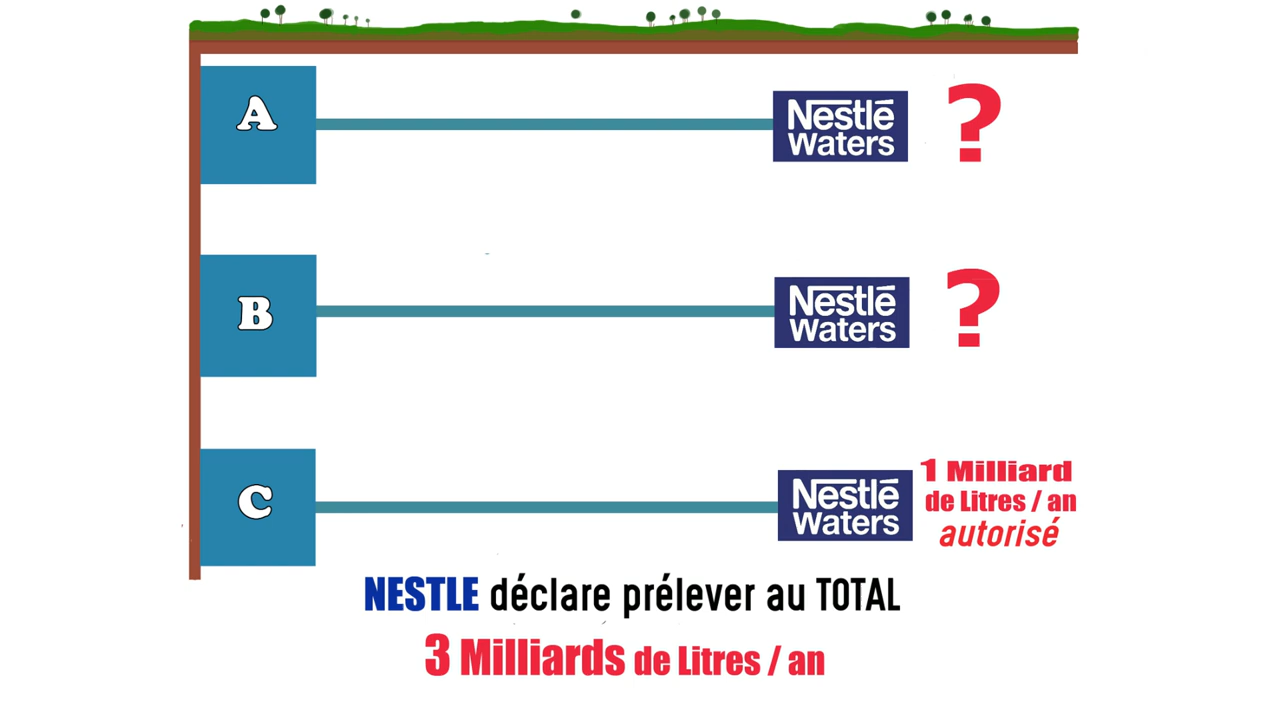 A
Nestlé
Waters
?
B
Nestlé
Waters
?
C
Nestlé
Waters
1 Milliard
de Litres / an
autorisé
NESTLE déclare prélever au TOTAL
3 Milliards de Litres / an